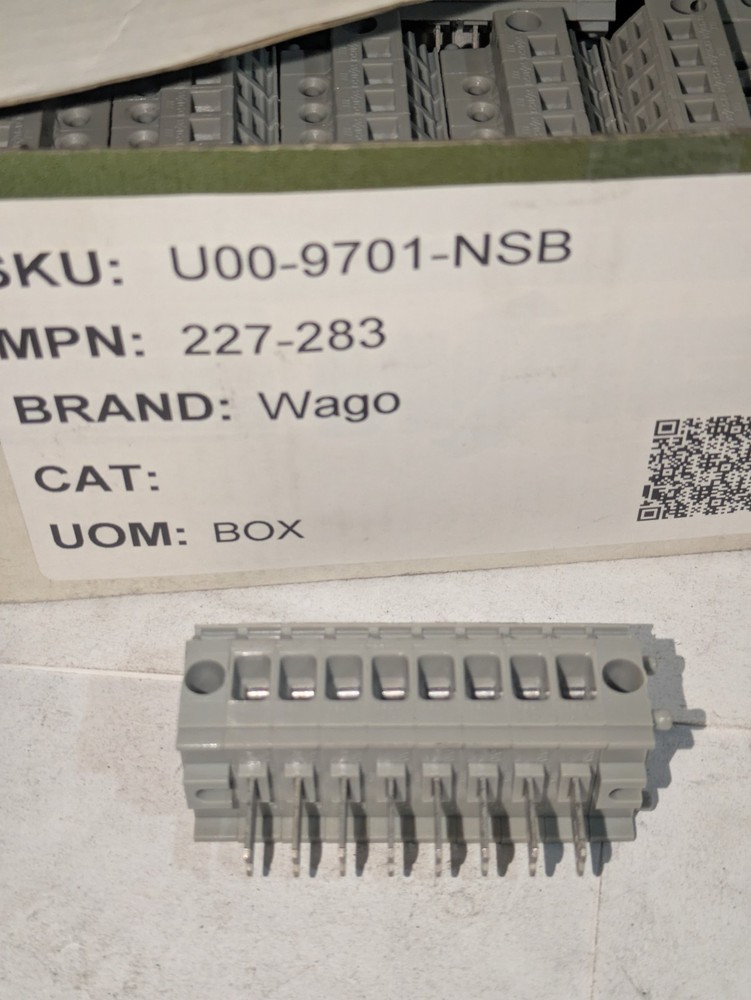 SKU: U00-9701-NSB
MPN: 227-283
BRAND: Wago
CAT:
UOM: BOX